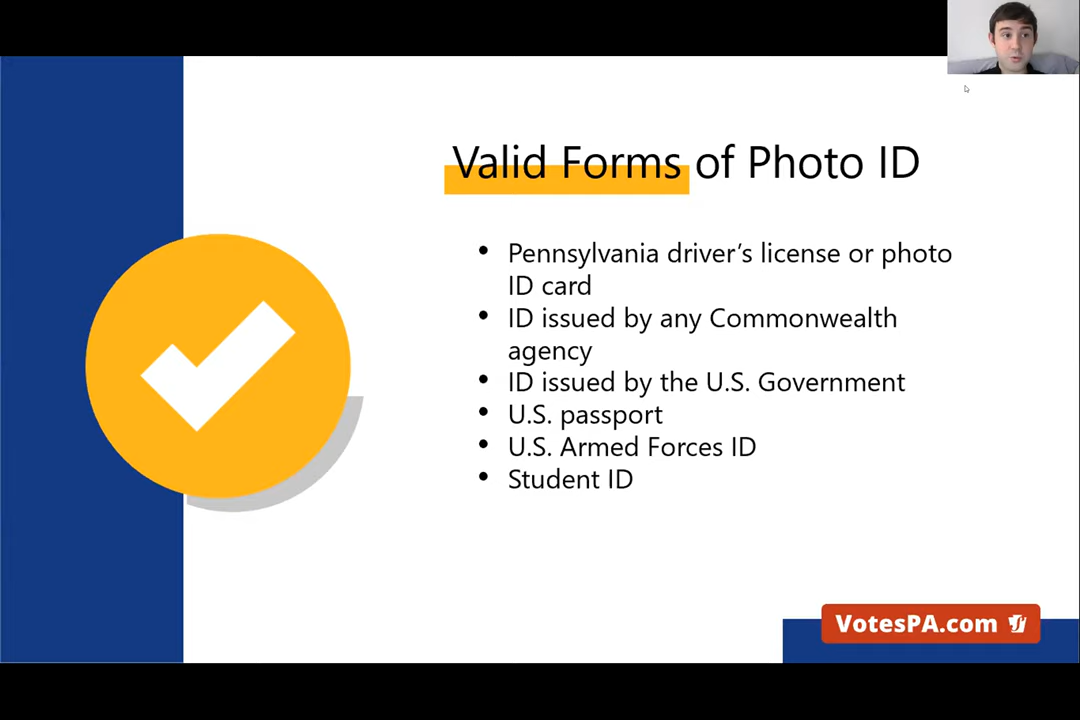 Valid Forms of Photo ID
• Pennsylvania driver’s license or photo
ID card
• ID issued by any Commonwealth
agency
• ID issued by the U.S. Government
• U.S. passport
• U.S. Armed Forces ID
• Student ID
VotesPA.com